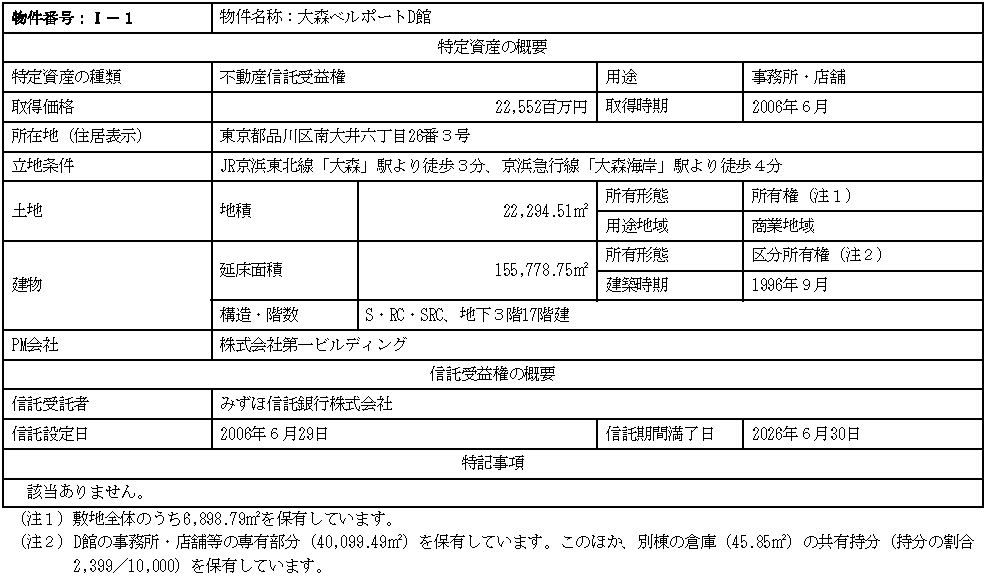 物件番号：Ⅰ－１ 物件名称：大森ベルポートD館
特定資産の概要
特定資産の種類 不動産信託受益権 用途 事務所・店舗
取得価格 22,552百万円 取得時期 2006年６月
所在地（住居表示） 東京都品川区南大井六丁目26番３号
立地条件 JR京浜東北線「大森」駅より徒歩３分、京浜急行線「大森海岸」駅より徒歩４分
土地 地積 22,294.51㎡ 所有形態 所有権（注１）
用途地域 商業地域
建物 延床面積 155,778.75㎡ 所有形態 区分所有権（注２）
建築時期 1996年９月
構造・階数 S・RC・SRC、地下３階17階建
PM会社 株式会社第一ビルディング
信託受益権の概要
信託受託者 みずほ信託銀行株式会社
信託設定日 2006年６月29日 信託期間満了日 2026年６月30日
特記事項
該当ありません。
（注１）敷地全体のうち6,898.79㎡を保有しています。
（注２）D館の事務所・店舗等の専有部分（40,099.49㎡）を保有しています。このほか、別棟の倉庫（45.85㎡）の共有持分（持分の割合
2,399／10,000）を保有しています。